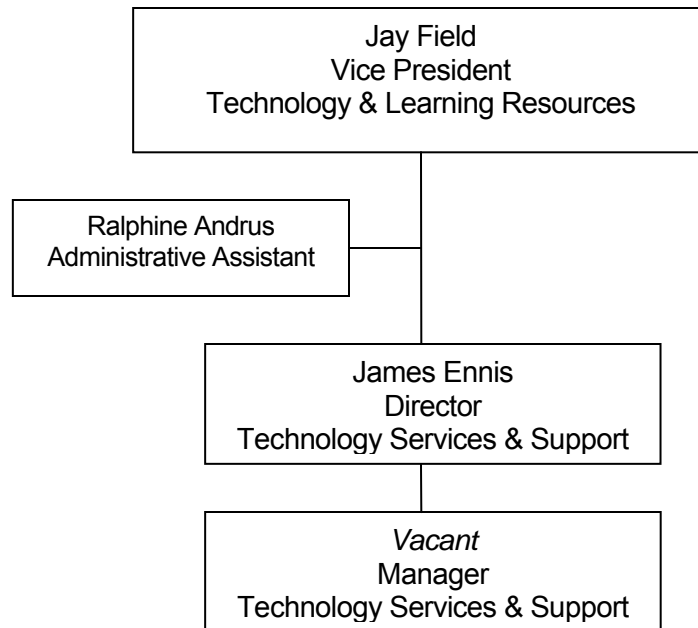 Jay Field
Vice President
Technology & Learning Resources
Ralphine Andrus
Administrative Assistant
James Ennis
Director
Technology Services & Support
Vacant
Manager
Technology Services & Support